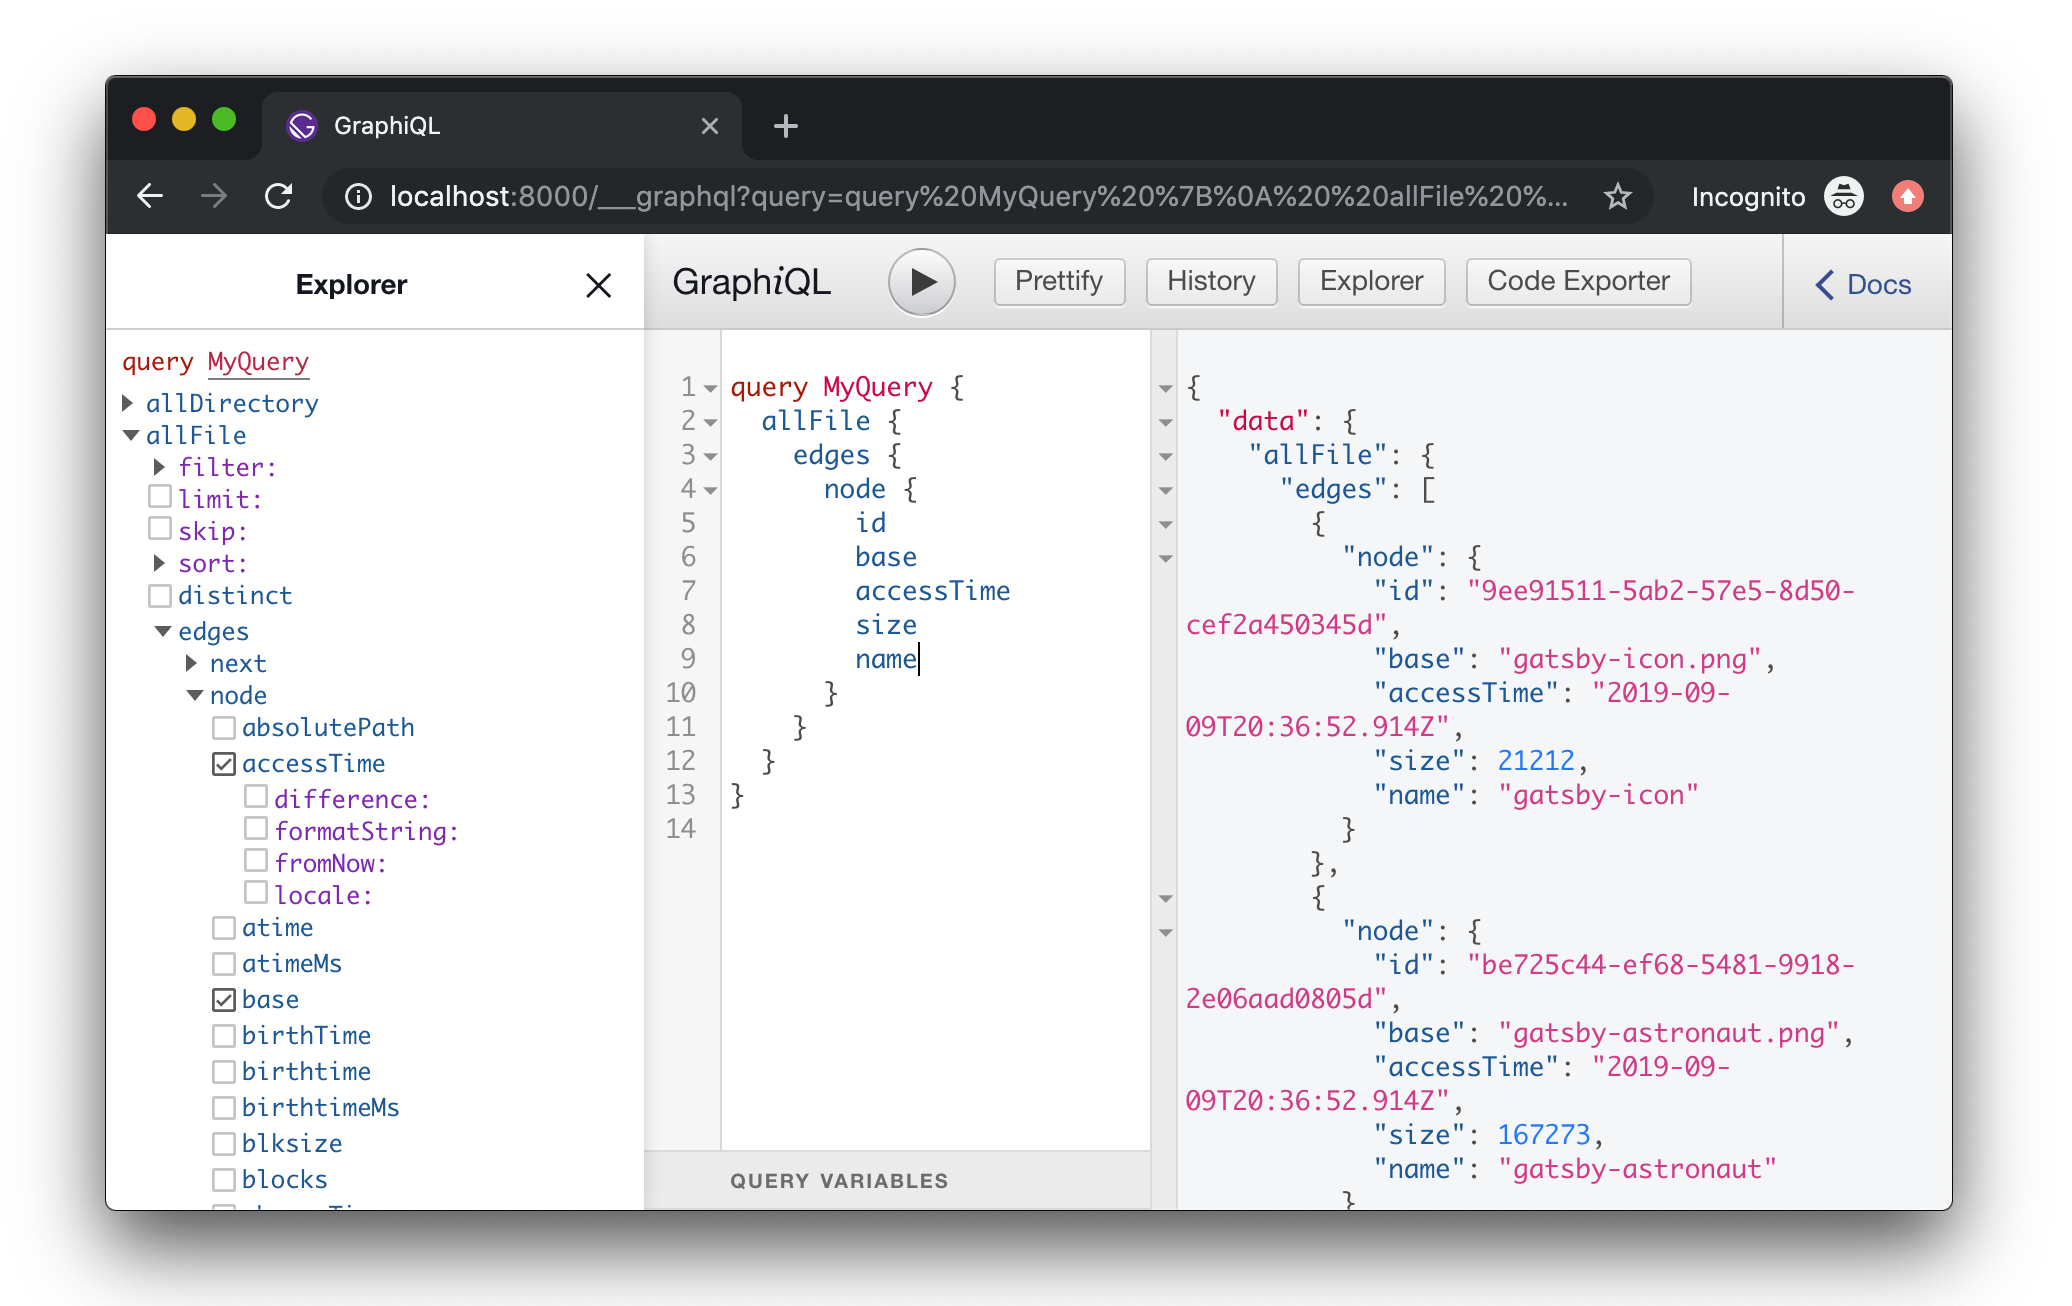 GraphiQL
localhost:8000/___graphql?query=query%20MyQuery%20%7B%0A%20%20allFile%20%...
Incognito
Explorer
GraphiQL
Prettify
History
Explorer
Code Exporter
Docs
query MyQuery
allDirectory
allFile
filter:
limit:
skip:
sort:
distinct
edges
next
node
absolutePath
accessTime
difference:
formatString:
fromNow:
locale:
atime
atimeMs
base
birthTime
birthtime
birthtimeMs
blksize
blocks
1 query MyQuery {
2 allFile {
3 edges {
4 node {
5 id
6 base
7 accessTime
8 size
9 name
10 }
11 }
12 }
13 }
14
QUERY VARIABLES
{
"data": {
"allFile": {
"edges": [
{
"node": {
"id": "9ee91511-5ab2-57e5-8d50-
cef2a450345d",
"base": "gatsby-icon.png",
"accessTime": "2019-09-
09T20:36:52.914Z",
"size": 21212,
"name": "gatsby-icon"
}
},
{
"node": {
"id": "be725c44-ef68-5481-9918-
2e06aad0805d",
"base": "gatsby-astronaut.png",
"accessTime": "2019-09-
09T20:36:52.914Z",
"size": 167273,
"name": "gatsby-astronaut"
}